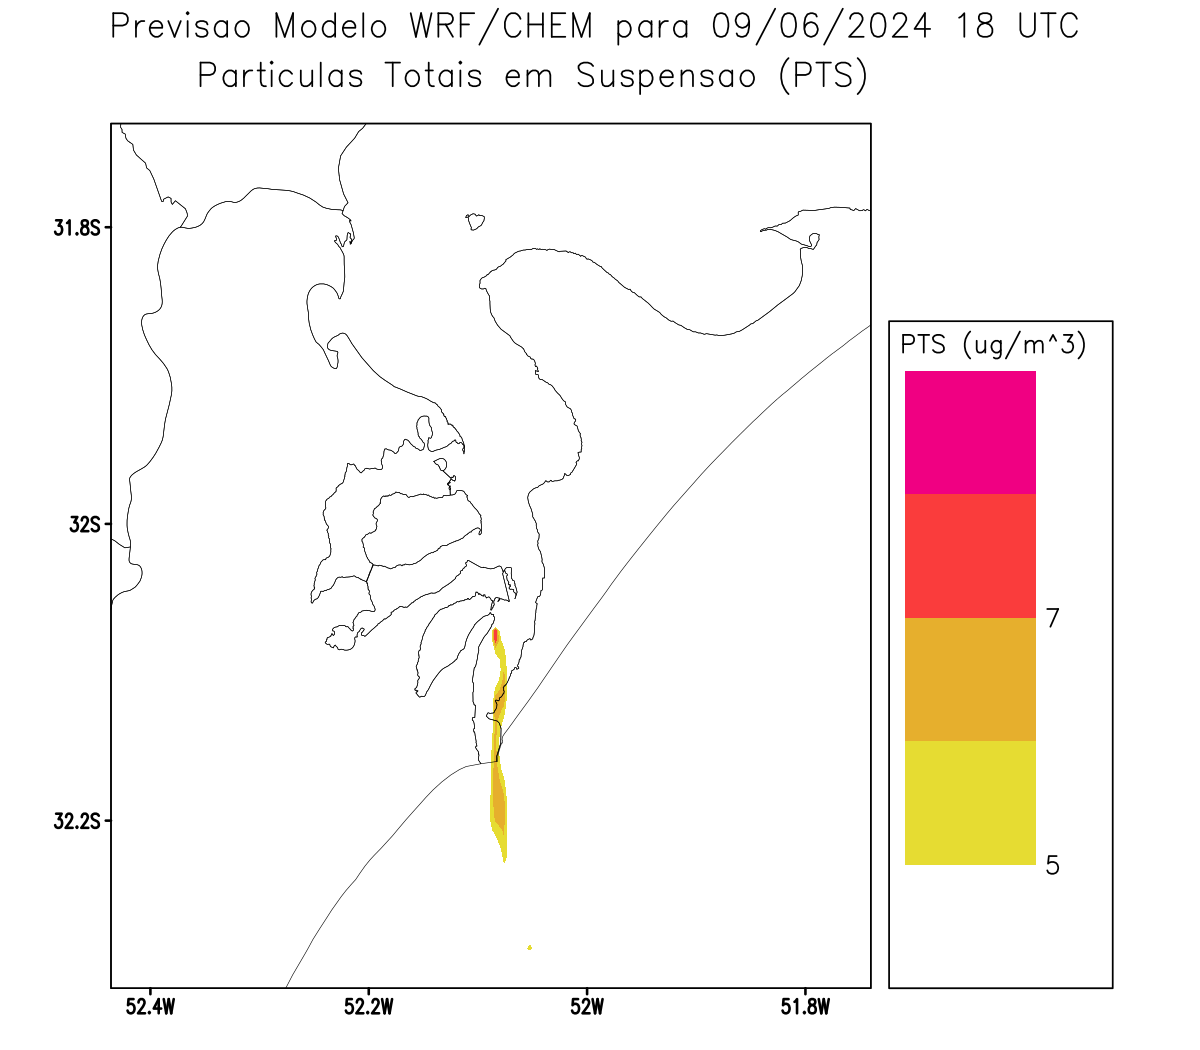 Previsao Modelo WRF/CHEM para 09/06/2024 18 UTC
Particulas Totais em Suspensao (PTS)
31.8S
32S
32.2S
52.4W 52.2W 52W 51.8W
PTS (ug/m^3)
7
5